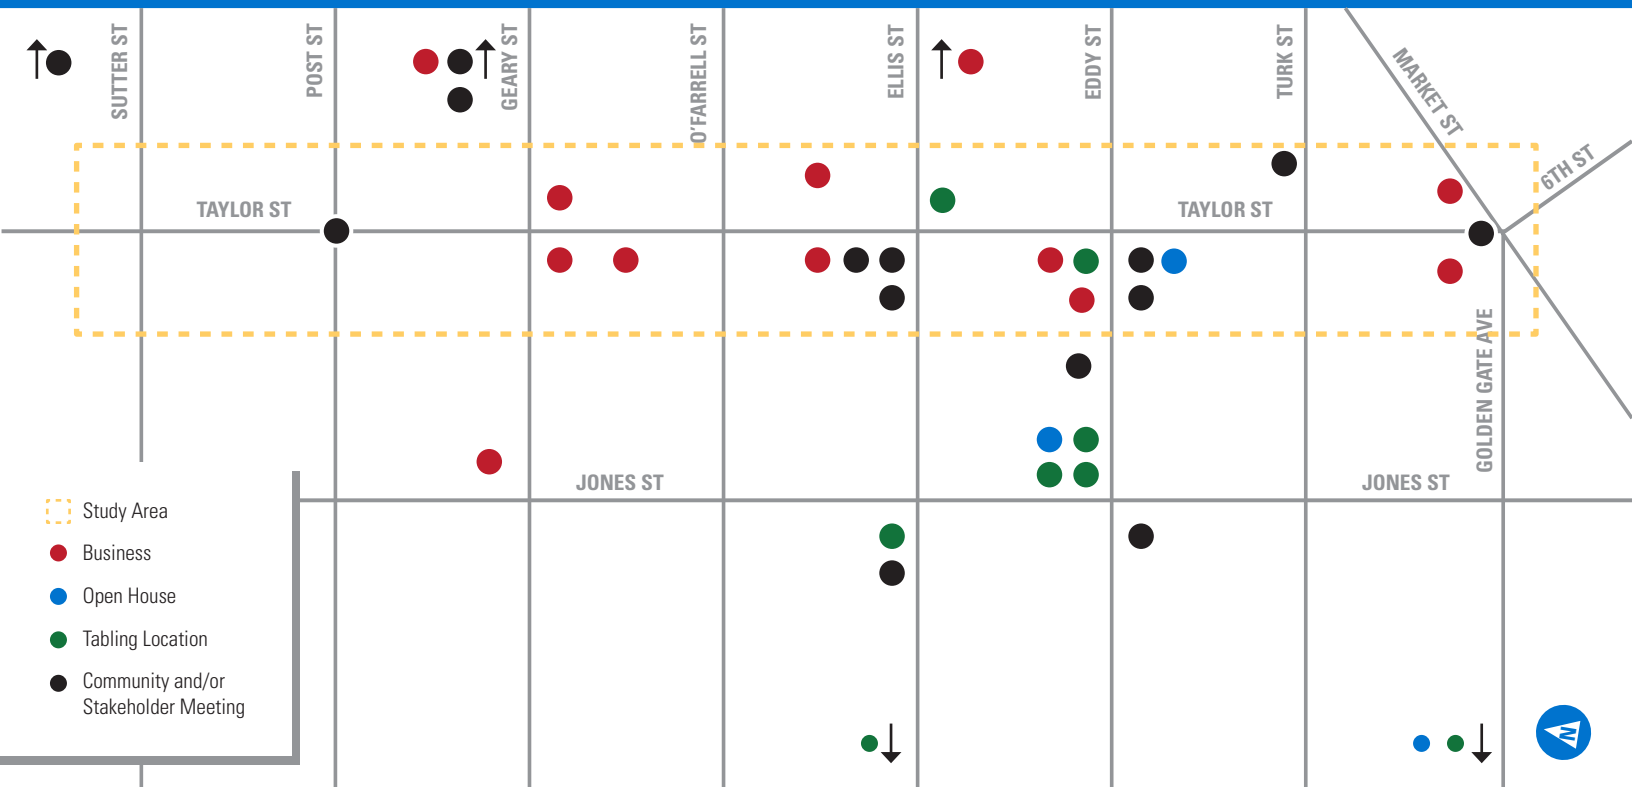 SUTTER ST
POST ST
GEARY ST
O'FARRELL ST
ELLIS ST
EDDY ST
TURK ST
MARKET ST
6TH ST
TAYLOR ST
TAYLOR ST
GOLDEN GATE AVE
JONES ST
JONES ST
Study Area
Business
Open House
Tabling Location
Community and/or
Stakeholder Meeting
N